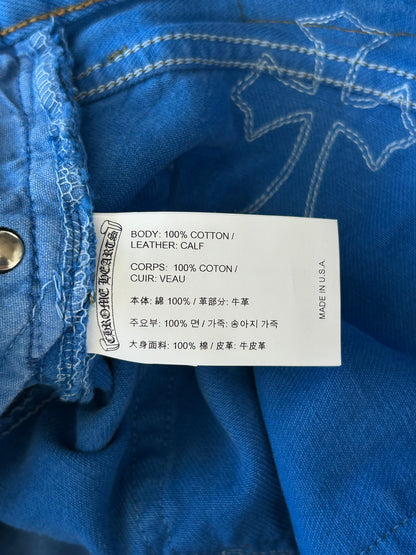 CHROME HEARTS
BODY: 100% COTTON /
LEATHER: CALF
CORPS: 100% COTON /
CUIR: VEAU
本体: 綿 100% / 革部分: 牛革
주요부: 100% 면 / 가죽: 송아지 가죽
大身面料: 100% 棉 / 皮革: 牛皮革
MADE IN U.S.A.